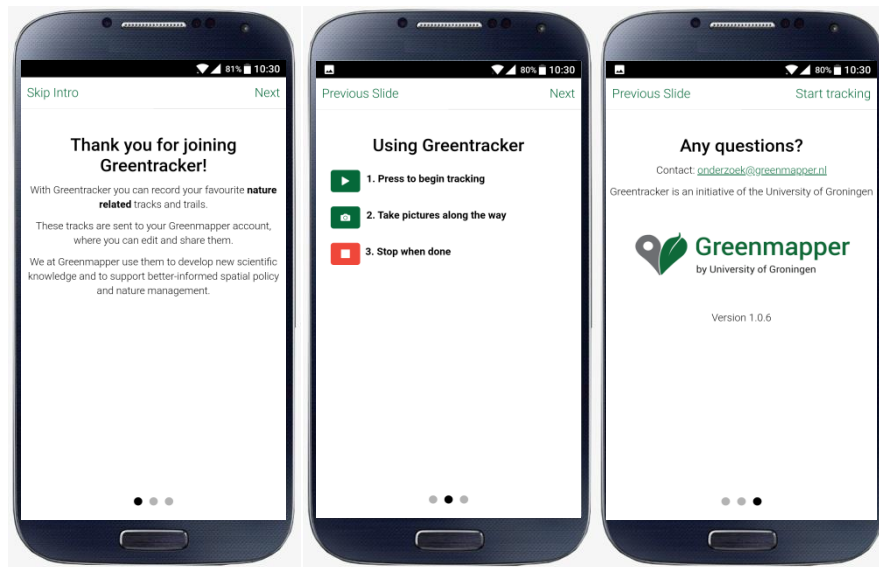 81% 10:30
Skip Intro
Next
Thank you for joining
Greentracker!
With Greentracker you can record your favourite nature
related tracks and trails.
These tracks are sent to your Greenmapper account,
where you can edit and share them.
We at Greenmapper use them to develop new scientific
knowledge and to support better-informed spatial policy
and nature management.
80% 10:30
Previous Slide
Next
Using Greentracker
1. Press to begin tracking
2. Take pictures along the way
3. Stop when done
80% 10:30
Previous Slide
Start tracking
Any questions?
Contact: onderzoek@greenmapper.nl
Greentracker is an initiative of the University of Groningen
Greenmapper
by University of Groningen
Version 1.0.6